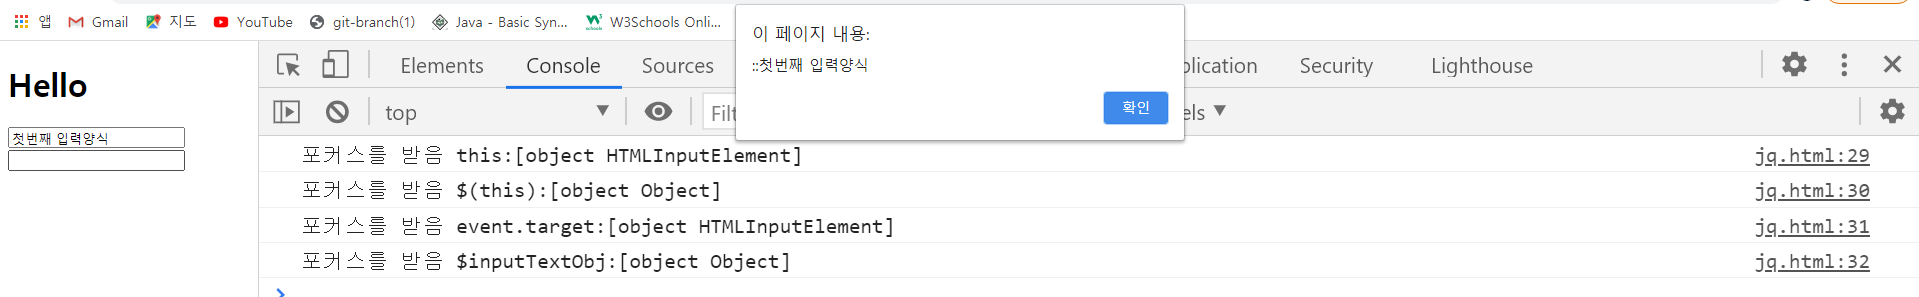 앱 Gmail 지도 YouTube git-branch(1) Java - Basic Syn... W3Schools Onli...
이 페이지 내용:
::첫번째 입력양식
확인
Hello
첫번째 입력양식
Elements Console Sources plication Security Lighthouse
top Filt els
포커스를 받음 this:[object HTMLInputElement] jq.html:29
포커스를 받음 $(this):[object Object] jq.html:30
포커스를 받음 event.target:[object HTMLInputElement] jq.html:31
포커스를 받음 $inputTextObj:[object Object] jq.html:32